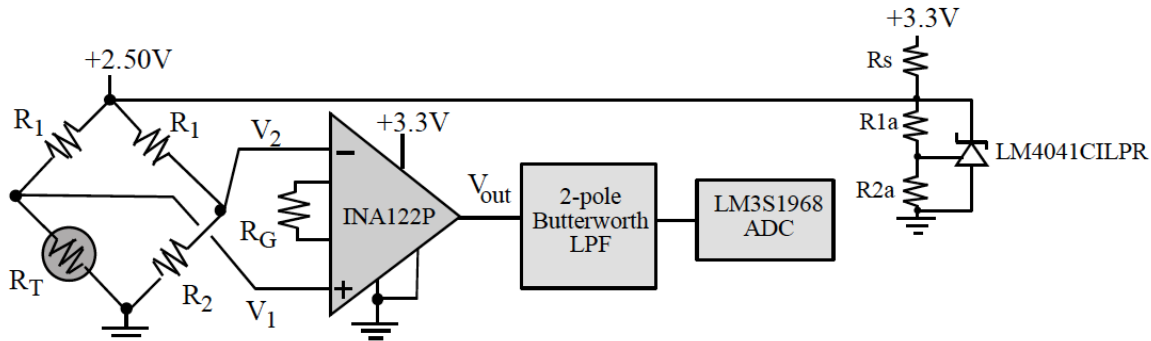 +3.3V
Rs
+2.50V
R1
R1
V2
+3.3V
R1a
LM4041CILPR
R2a
−
INA122P
RG
+
Vout
2-pole
Butterworth
LPF
LM3S1968
ADC
RT
R2
V1